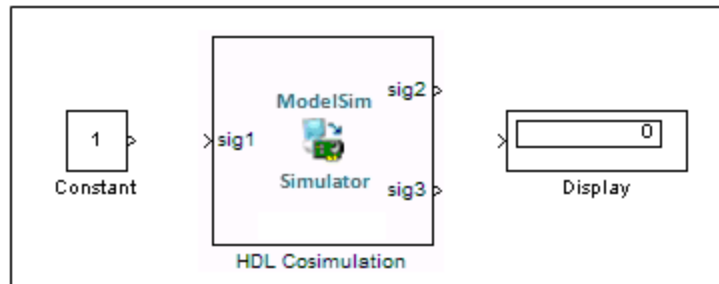 1
Constant
sig1
ModelSim
Simulator
sig2
sig3
HDL Cosimulation
0
Display